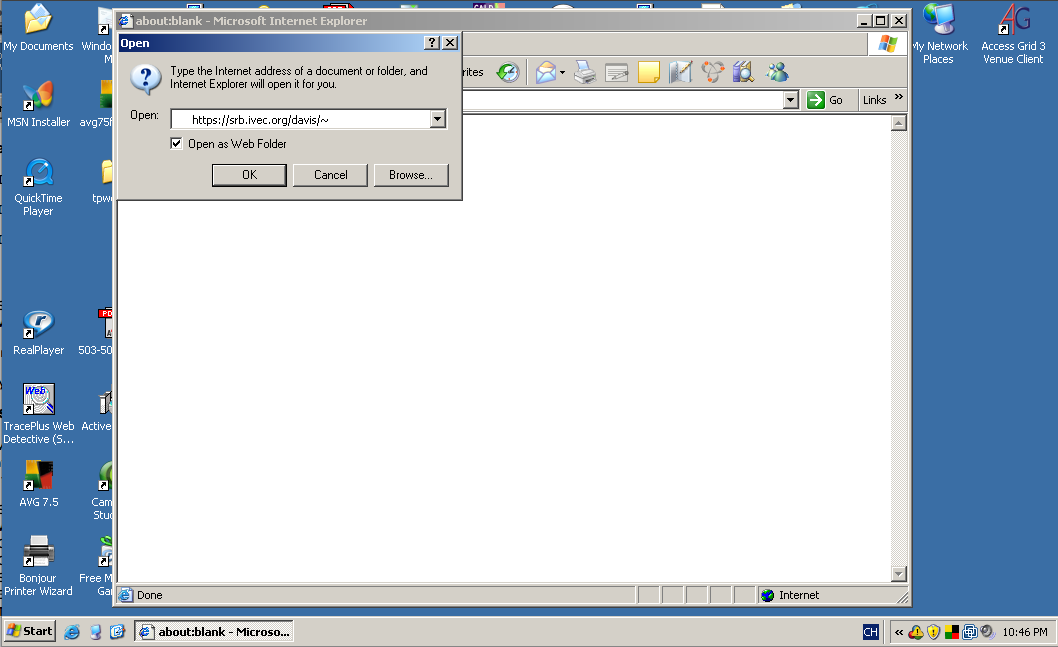 My Documents
Windo
M
MSN Installer
avg75f
QuickTime
Player
tpwe
RealPlayer
503-50
TracePlus Web
Detective (S...
Active
AVG 7.5
Cam
Stuc
Bonjour
Printer Wizard
Free M
Gar
about:blank - Microsoft Internet Explorer
Open
Type the Internet address of a document or folder, and
Internet Explorer will open it for you.
Open:
https://srb.ivec.org/davis/~
Open as Web Folder
OK
Cancel
Browse...
rites
Go
Links
»
Done
Internet
My Network
Places
Access Grid 3
Venue Client
Start
about:blank - Microso...
CH
«
10:46 PM